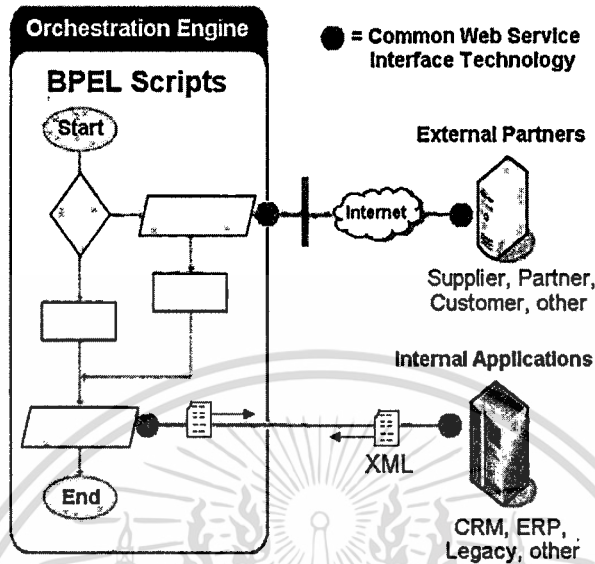 Orchestration Engine
BPEL Scripts
Start
End
= Common Web Service
Interface Technology
External Partners
Internet
Supplier, Partner,
Customer, other
Internal Applications
XML
CRM, ERP,
Legacy, other